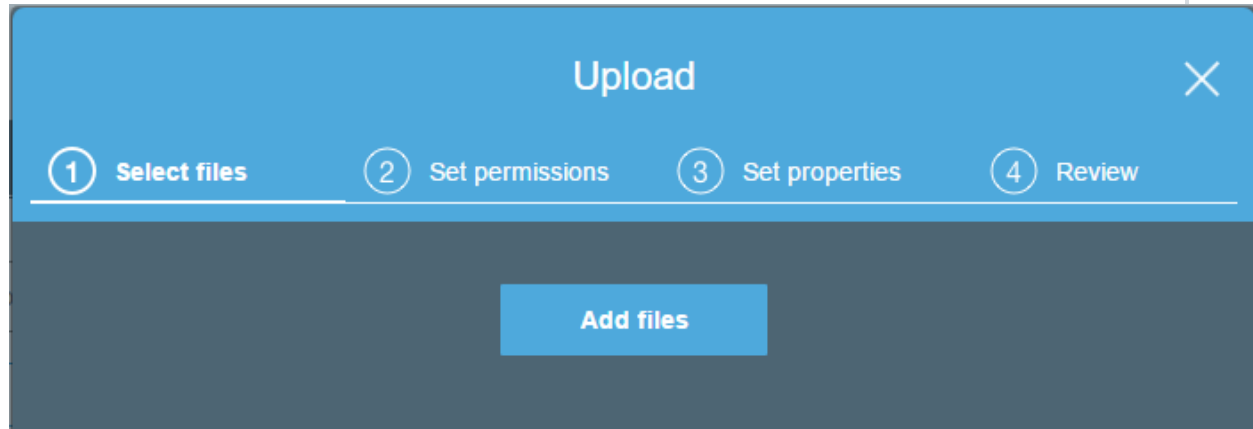 Upload
1 Select files 2 Set permissions 3 Set properties 4 Review
Add files